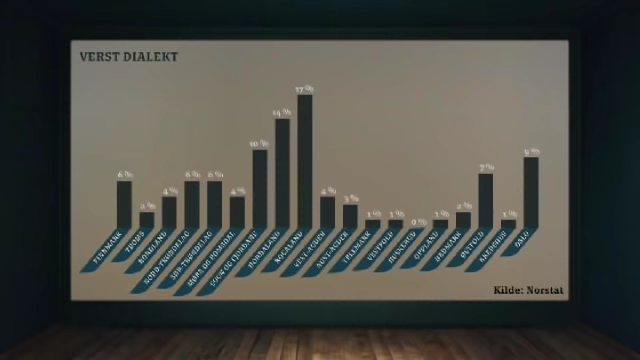 VERST DIALEKT
6 %
2 %
4 %
6 %
6 %
4 %
10 %
14 %
17 %
4 %
3 %
1 %
1 %
0 %
1 %
2 %
7 %
1 %
9 %
FINNMARK
TROMS
NORDLAND
NORD-TRØNDELAG
SØR-TRØNDELAG
MØRE OG ROMSDAL
SOGN OG FJORDANE
HORDALAND
ROGALAND
VEST-AGDER
AUST-AGDER
TELEMARK
VESTFOLD
BUSKERUD
OPPLAND
HEDMARK
ØSTFOLD
AKERSHUS
OSLO
Kilde: Norstat